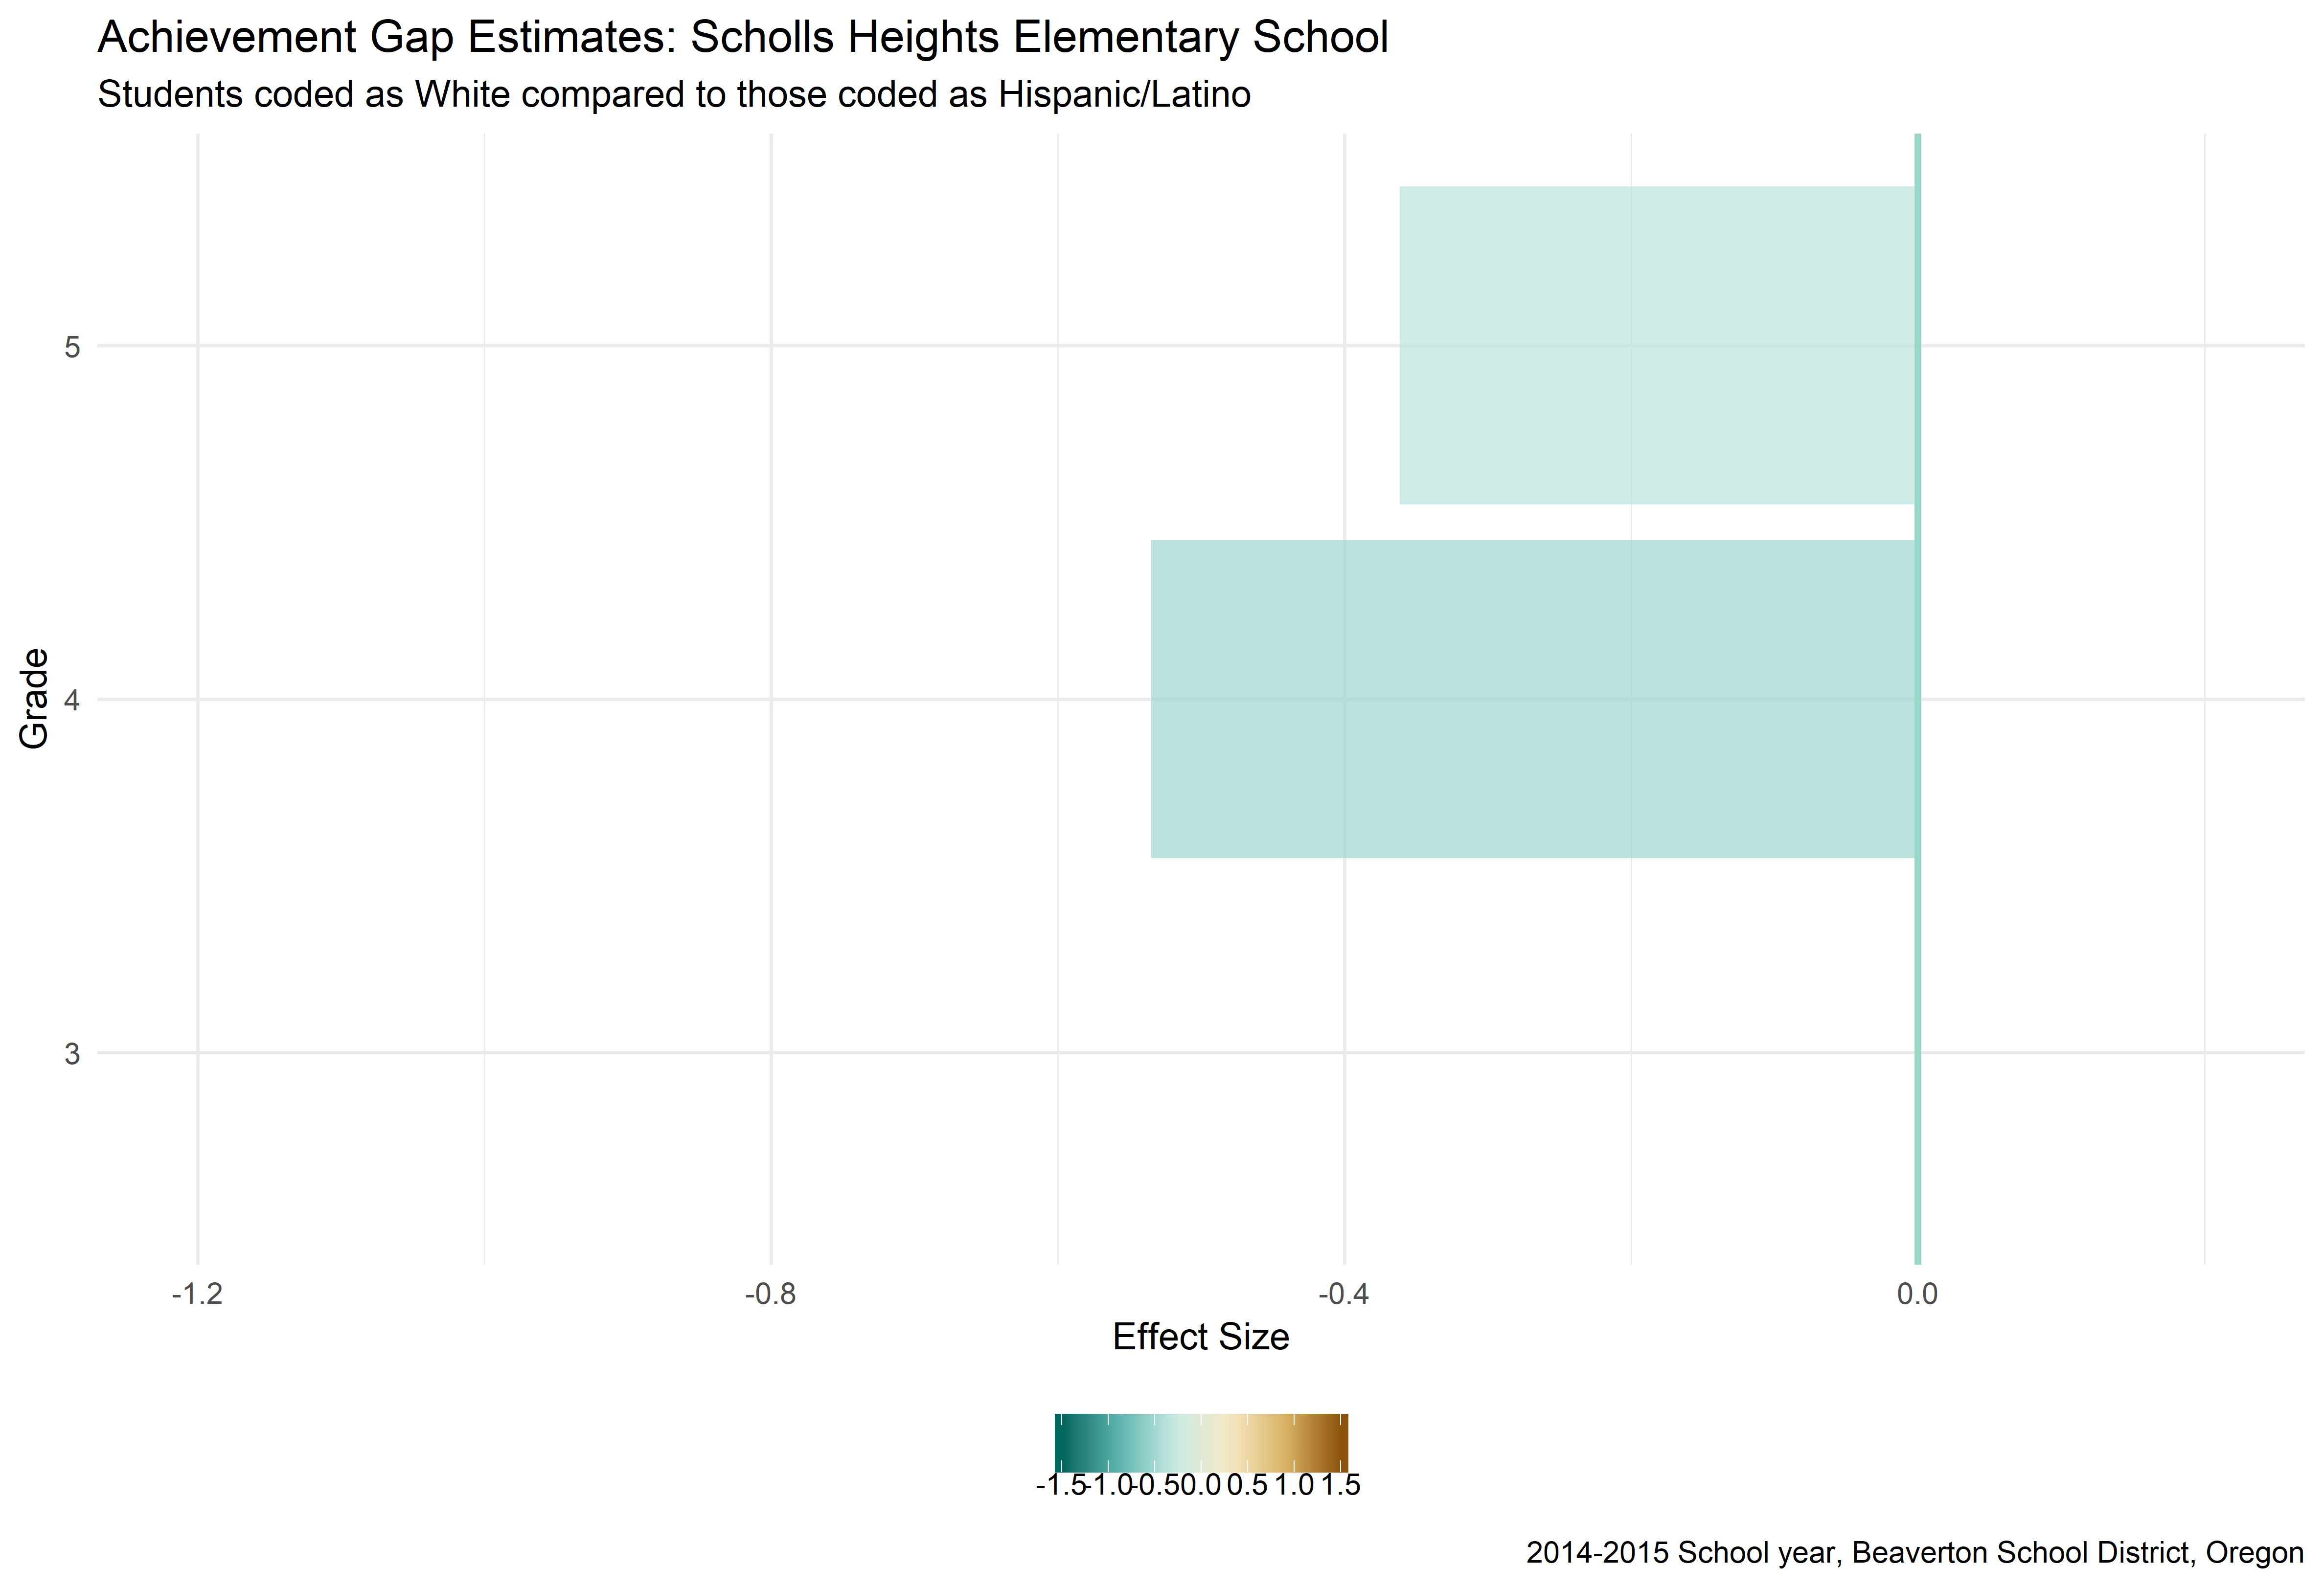 Achievement Gap Estimates: Scholls Heights Elementary School
Students coded as White compared to those coded as Hispanic/Latino
5
Grade
4
3
-1.2 -0.8 -0.4 0.0
Effect Size
-1.5 -1.0 -0.5 0.0 0.5 1.0 1.5
2014-2015 School year, Beaverton School District, Oregon